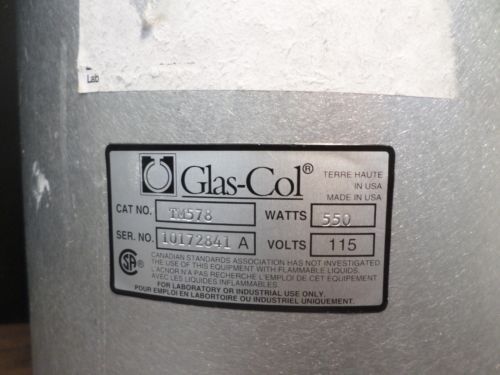 Lab
Glas-Col®
TERRE HAUTE
IN USA
MADE IN USA
CAT NO. TM578 WATTS 550
SER. NO. 10172841 A VOLTS 115
CANADIAN STANDARDS ASSOCIATION HAS NOT INVESTIGATED
THE USE OF THIS EQUIPMENT WITH FLAMMABLE LIQUIDS.
L'ACNOR N'A PAS RECHERCHE L'EMPLOI DE CET EQUIPEMENT
AVEC LES LIQUIDES INFLAMMABLES.
FOR LABORATORY OR INDUSTRIAL USE ONLY.
POUR EMPLOI EN LABORTOIRE OU INDUSTRIEL UNIQUEMENT.